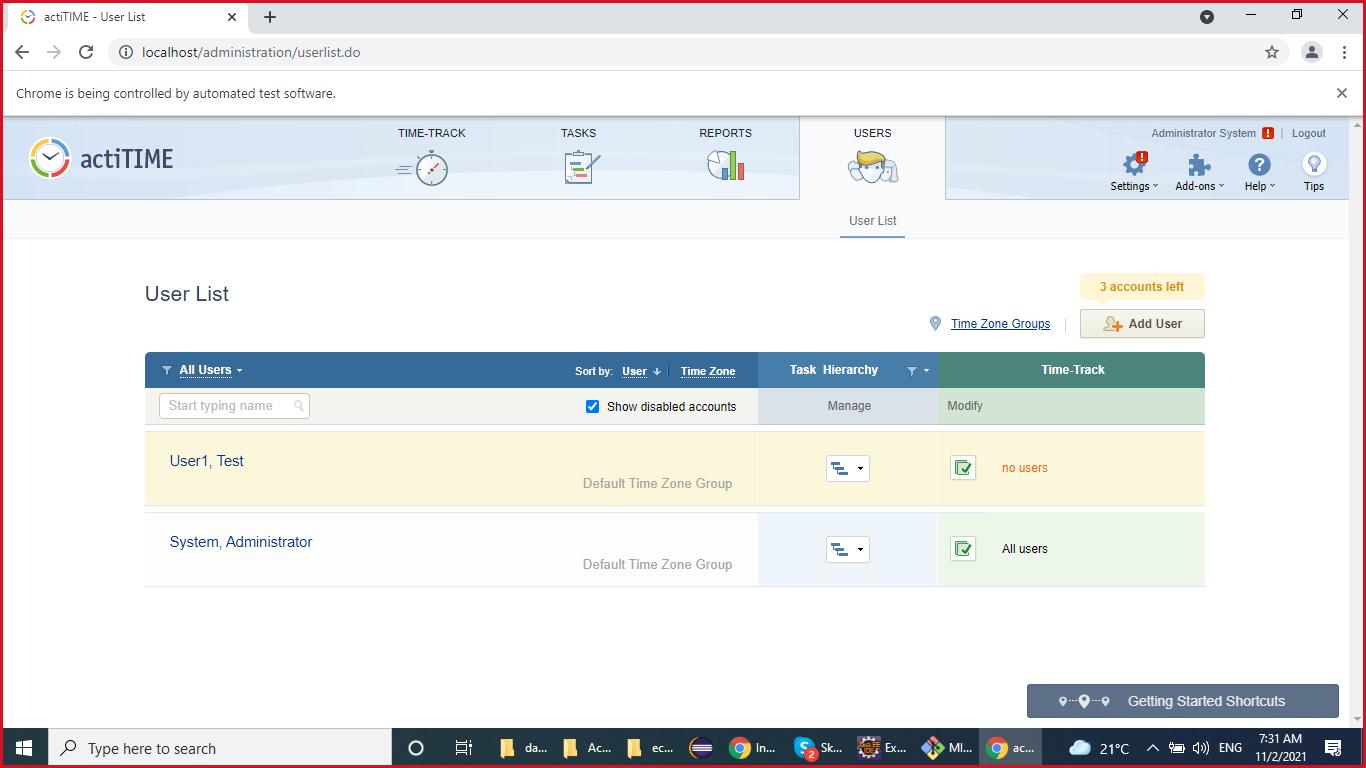 actiTIME - User List
localhost/administration/userlist.do
Chrome is being controlled by automated test software.
actiTIME
TIME-TRACK
TASKS
REPORTS
USERS
Administrator System
Logout
Settings
Add-ons
Help
Tips
User List
User List
3 accounts left
Time Zone Groups
Add User
All Users
Sort by: User
Time Zone
Task Hierarchy
Time-Track
Start typing name
Show disabled accounts
Manage
Modify
User1, Test
Default Time Zone Group
no users
System, Administrator
Default Time Zone Group
All users
Getting Started Shortcuts
Type here to search
da...
Ac...
ec...
In...
Sk...
2
Ex...
MI...
ac...
21°C
ENG
7:31 AM
11/2/2021